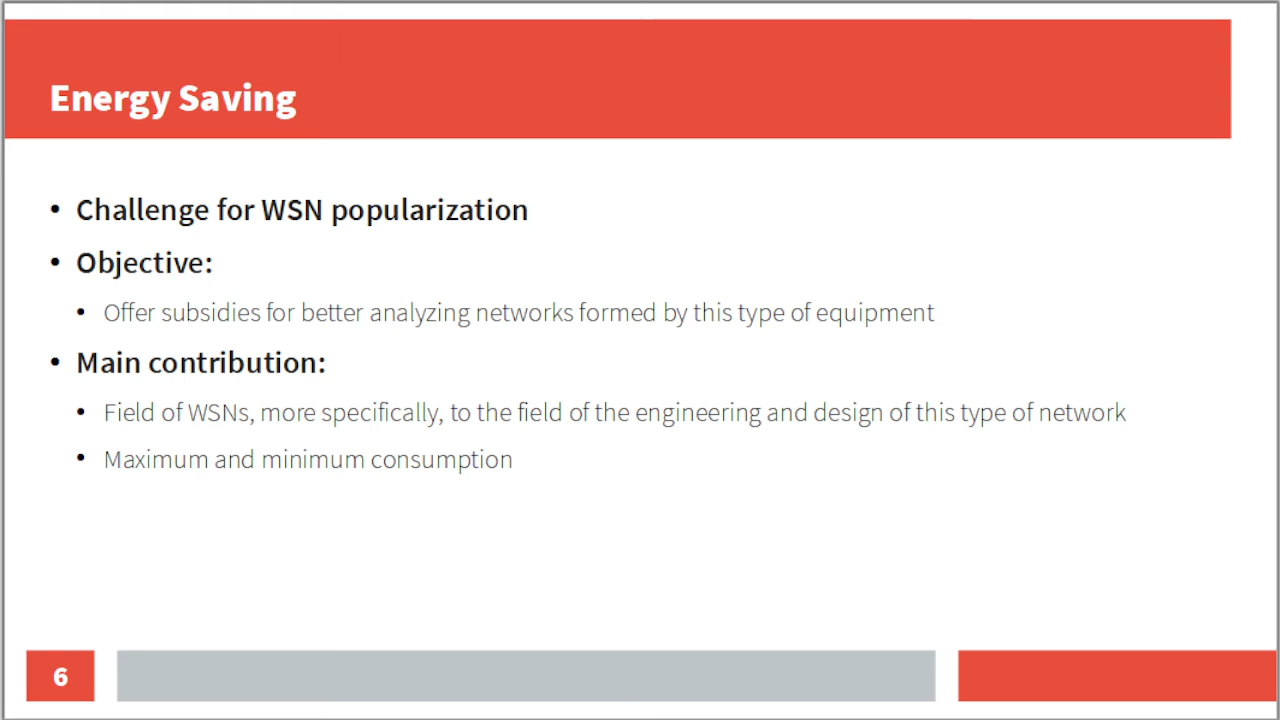 Energy Saving
• Challenge for WSN popularization
• Objective:
• Offer subsidies for better analyzing networks formed by this type of equipment
• Main contribution:
• Field of WSNs, more specifically, to the field of the engineering and design of this type of network
• Maximum and minimum consumption
6